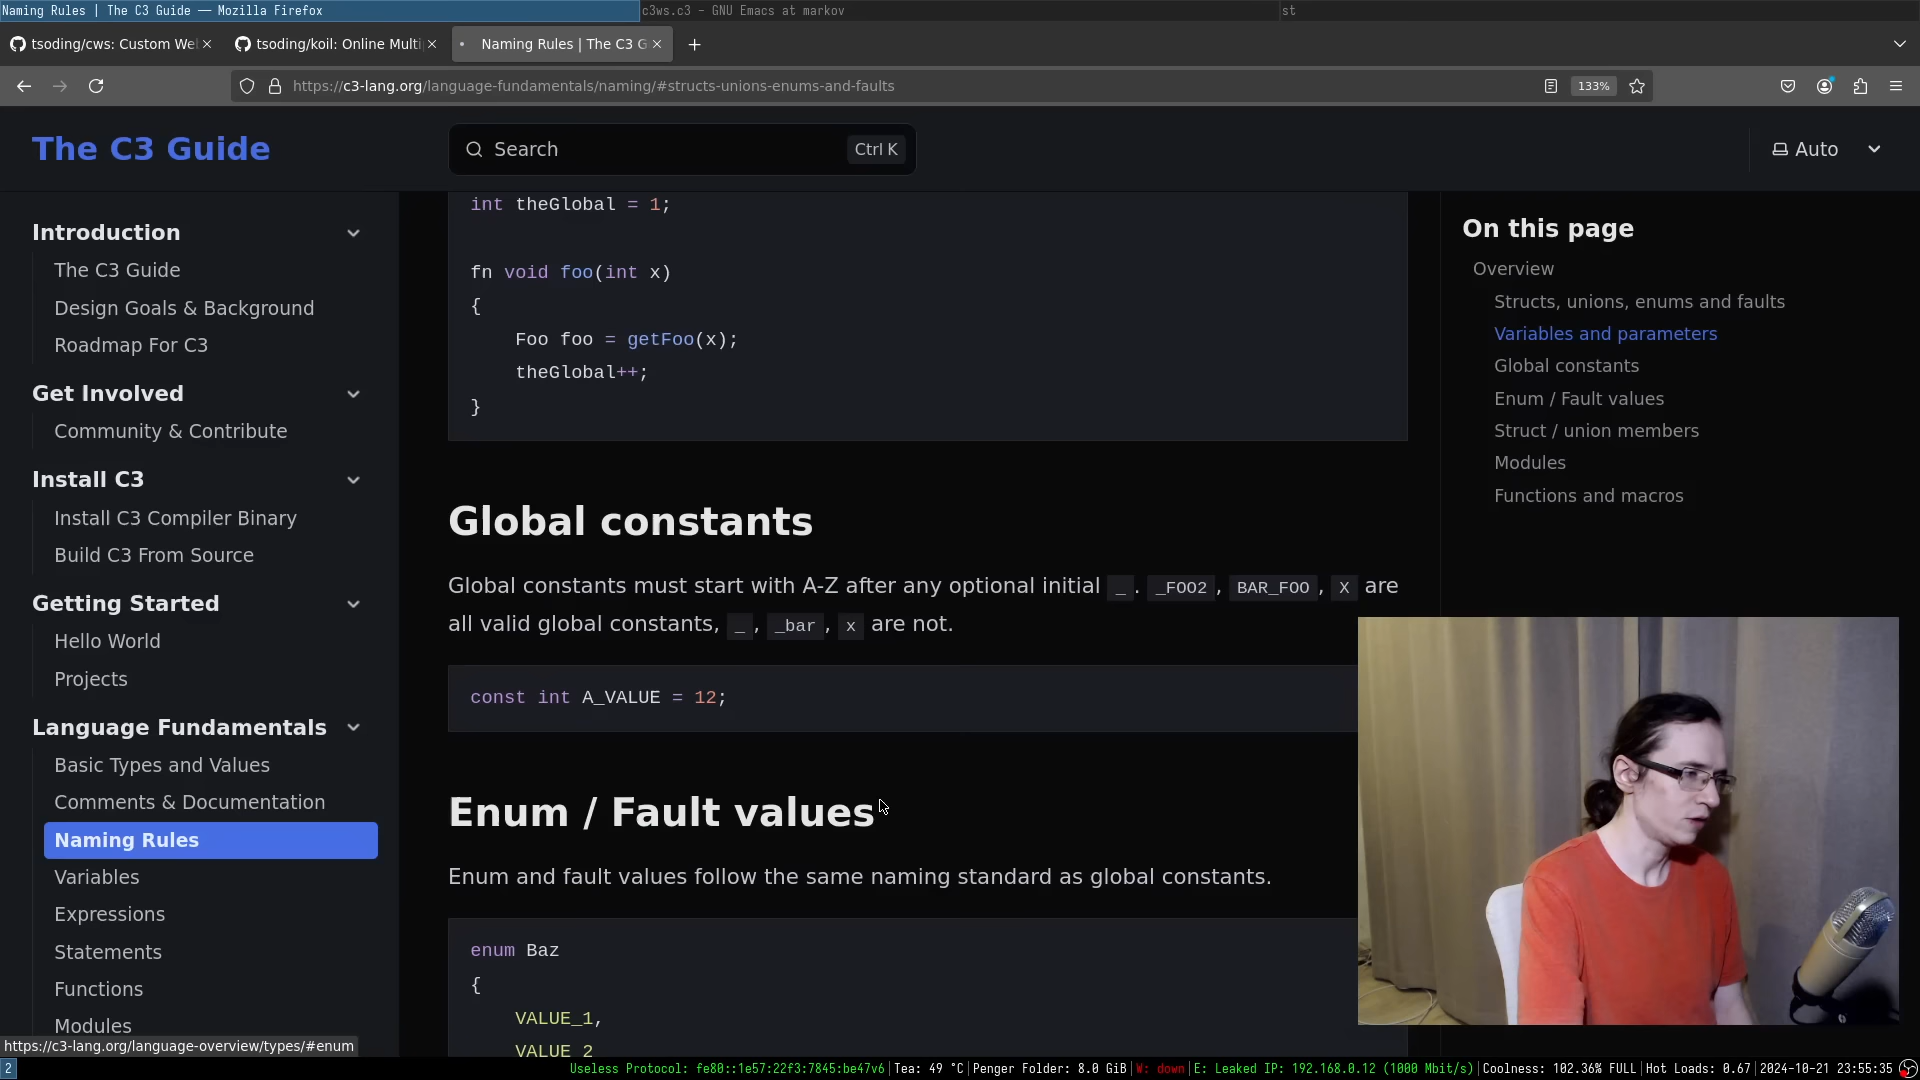 Naming Rules | The C3 Guide — Mozilla Firefox
c3ws.c3 - GNU Emacs at markov
st
tsoding/cws: Custom We
tsoding/koil: Online Multi
Naming Rules | The C3 G
https://c3-lang.org/language-fundamentals/naming/#structs-unions-enums-and-faults
133%
The C3 Guide
Search
Ctrl K
Auto
Introduction
The C3 Guide
Design Goals & Background
Roadmap For C3
Get Involved
Community & Contribute
Install C3
Install C3 Compiler Binary
Build C3 From Source
Getting Started
Hello World
Projects
Language Fundamentals
Basic Types and Values
Comments & Documentation
Naming Rules
Variables
Expressions
Statements
Functions
Modules
int theGlobal = 1;
fn void foo(int x)
{
Foo foo = getFoo(x);
theGlobal++;
}
Global constants
Global constants must start with A-Z after any optional initial _. _FOO2, BAR_FOO, X are
all valid global constants, _, _bar, x are not.
const int A_VALUE = 12;
Enum / Fault values
Enum and fault values follow the same naming standard as global constants.
enum Baz
{
VALUE_1,
VALUE_2
On this page
Overview
Structs, unions, enums and faults
Variables and parameters
Global constants
Enum / Fault values
Struct / union members
Modules
Functions and macros
https://c3-lang.org/language-overview/types/#enum
2
Useless Protocol: fe80::1e57:22f3:7845:be47v6|Tea: 49 °C|Penger Folder: 8.0 GiB|W: down|E: Leaked IP: 192.168.0.12 (1000 Mbit/s)|Coolness: 102.36% FULL|Hot Loads: 0.67|2024-10-21 23:55:35